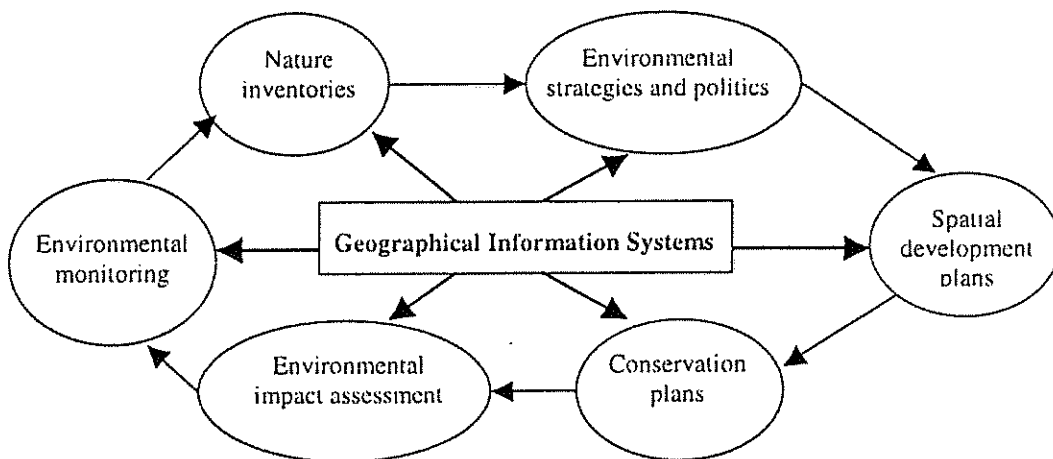 Nature
inventories
Environmental
strategies and politics
Environmental
monitoring
Geographical Information Systems
Spatial
development
plans
Environmental
impact assessment
Conservation
plans